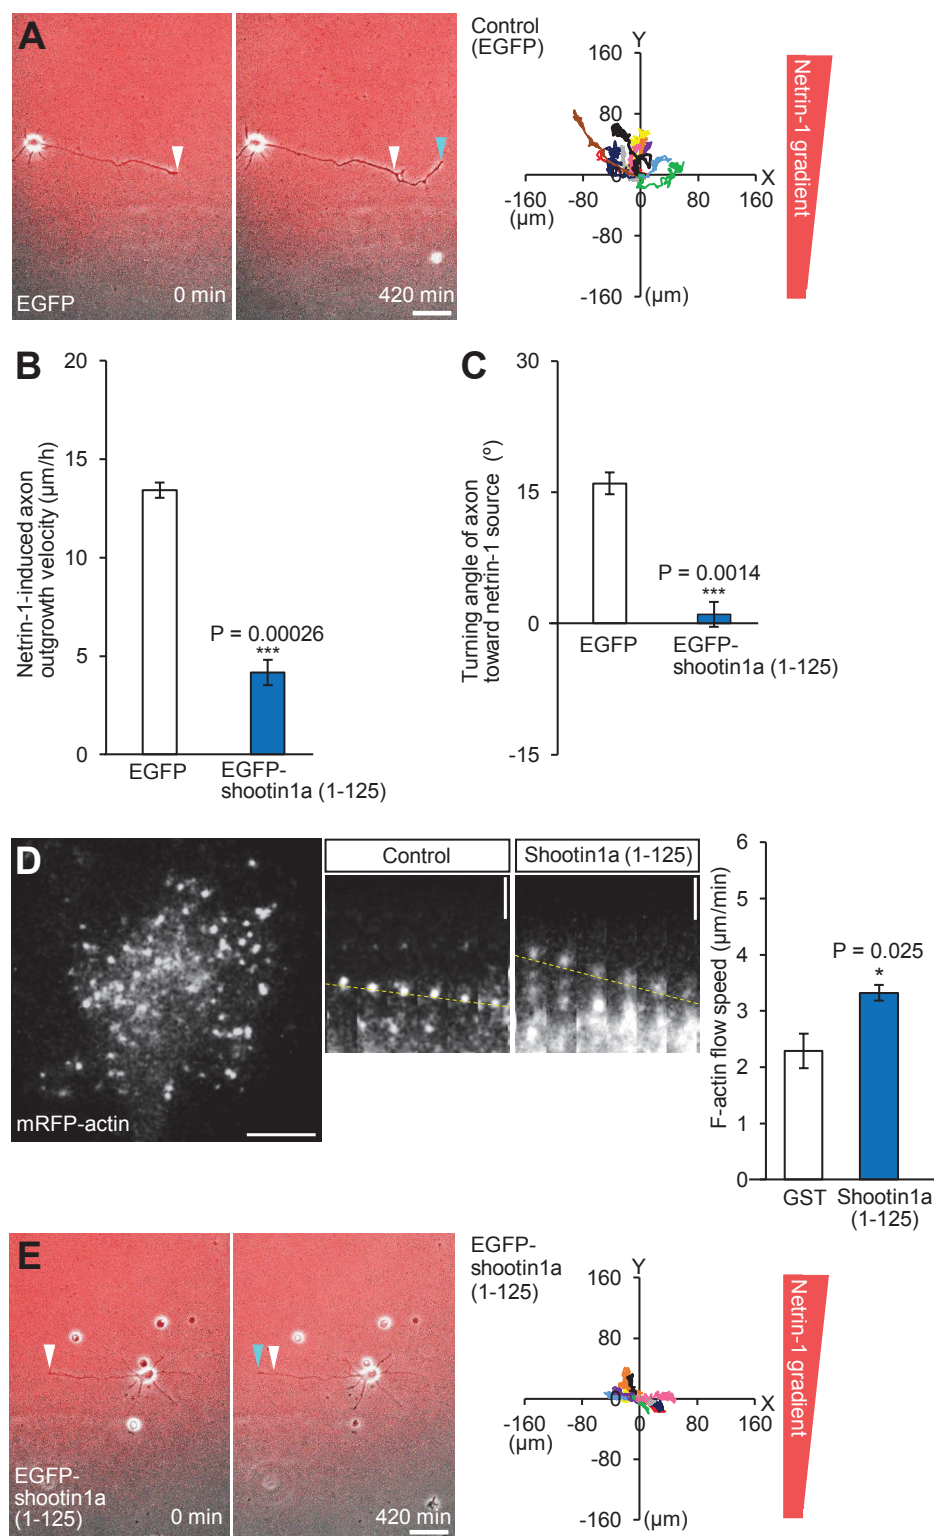 A
EGFP
0 min
420 min
Control
(EGFP)
Y
160
80
0
X
-160
-80
0
80
160
(µm)
-80
-160
(µm)
Netrin-1 gradient
B
Netrin-1-induced axon
outgrowth velocity (µm/h)
20
15
10
5
0
P = 0.00026
***
EGFP
EGFP-
shootin1a (1-125)
C
Turning angle of axon
toward netrin-1 source (°)
30
15
0
-15
P = 0.0014
***
EGFP
EGFP-
shootin1a (1-125)
D
mRFP-actin
Control
Shootin1a (1-125)
F-actin flow speed (µm/min)
6
5
4
3
2
1
0
P = 0.025
*
GST
Shootin1a
(1-125)
E
EGFP-
shootin1a
(1-125)
0 min
420 min
EGFP-
shootin1a
(1-125)
Y
160
80
0
X
-160
-80
0
80
160
(µm)
-80
-160
(µm)
Netrin-1 gradient